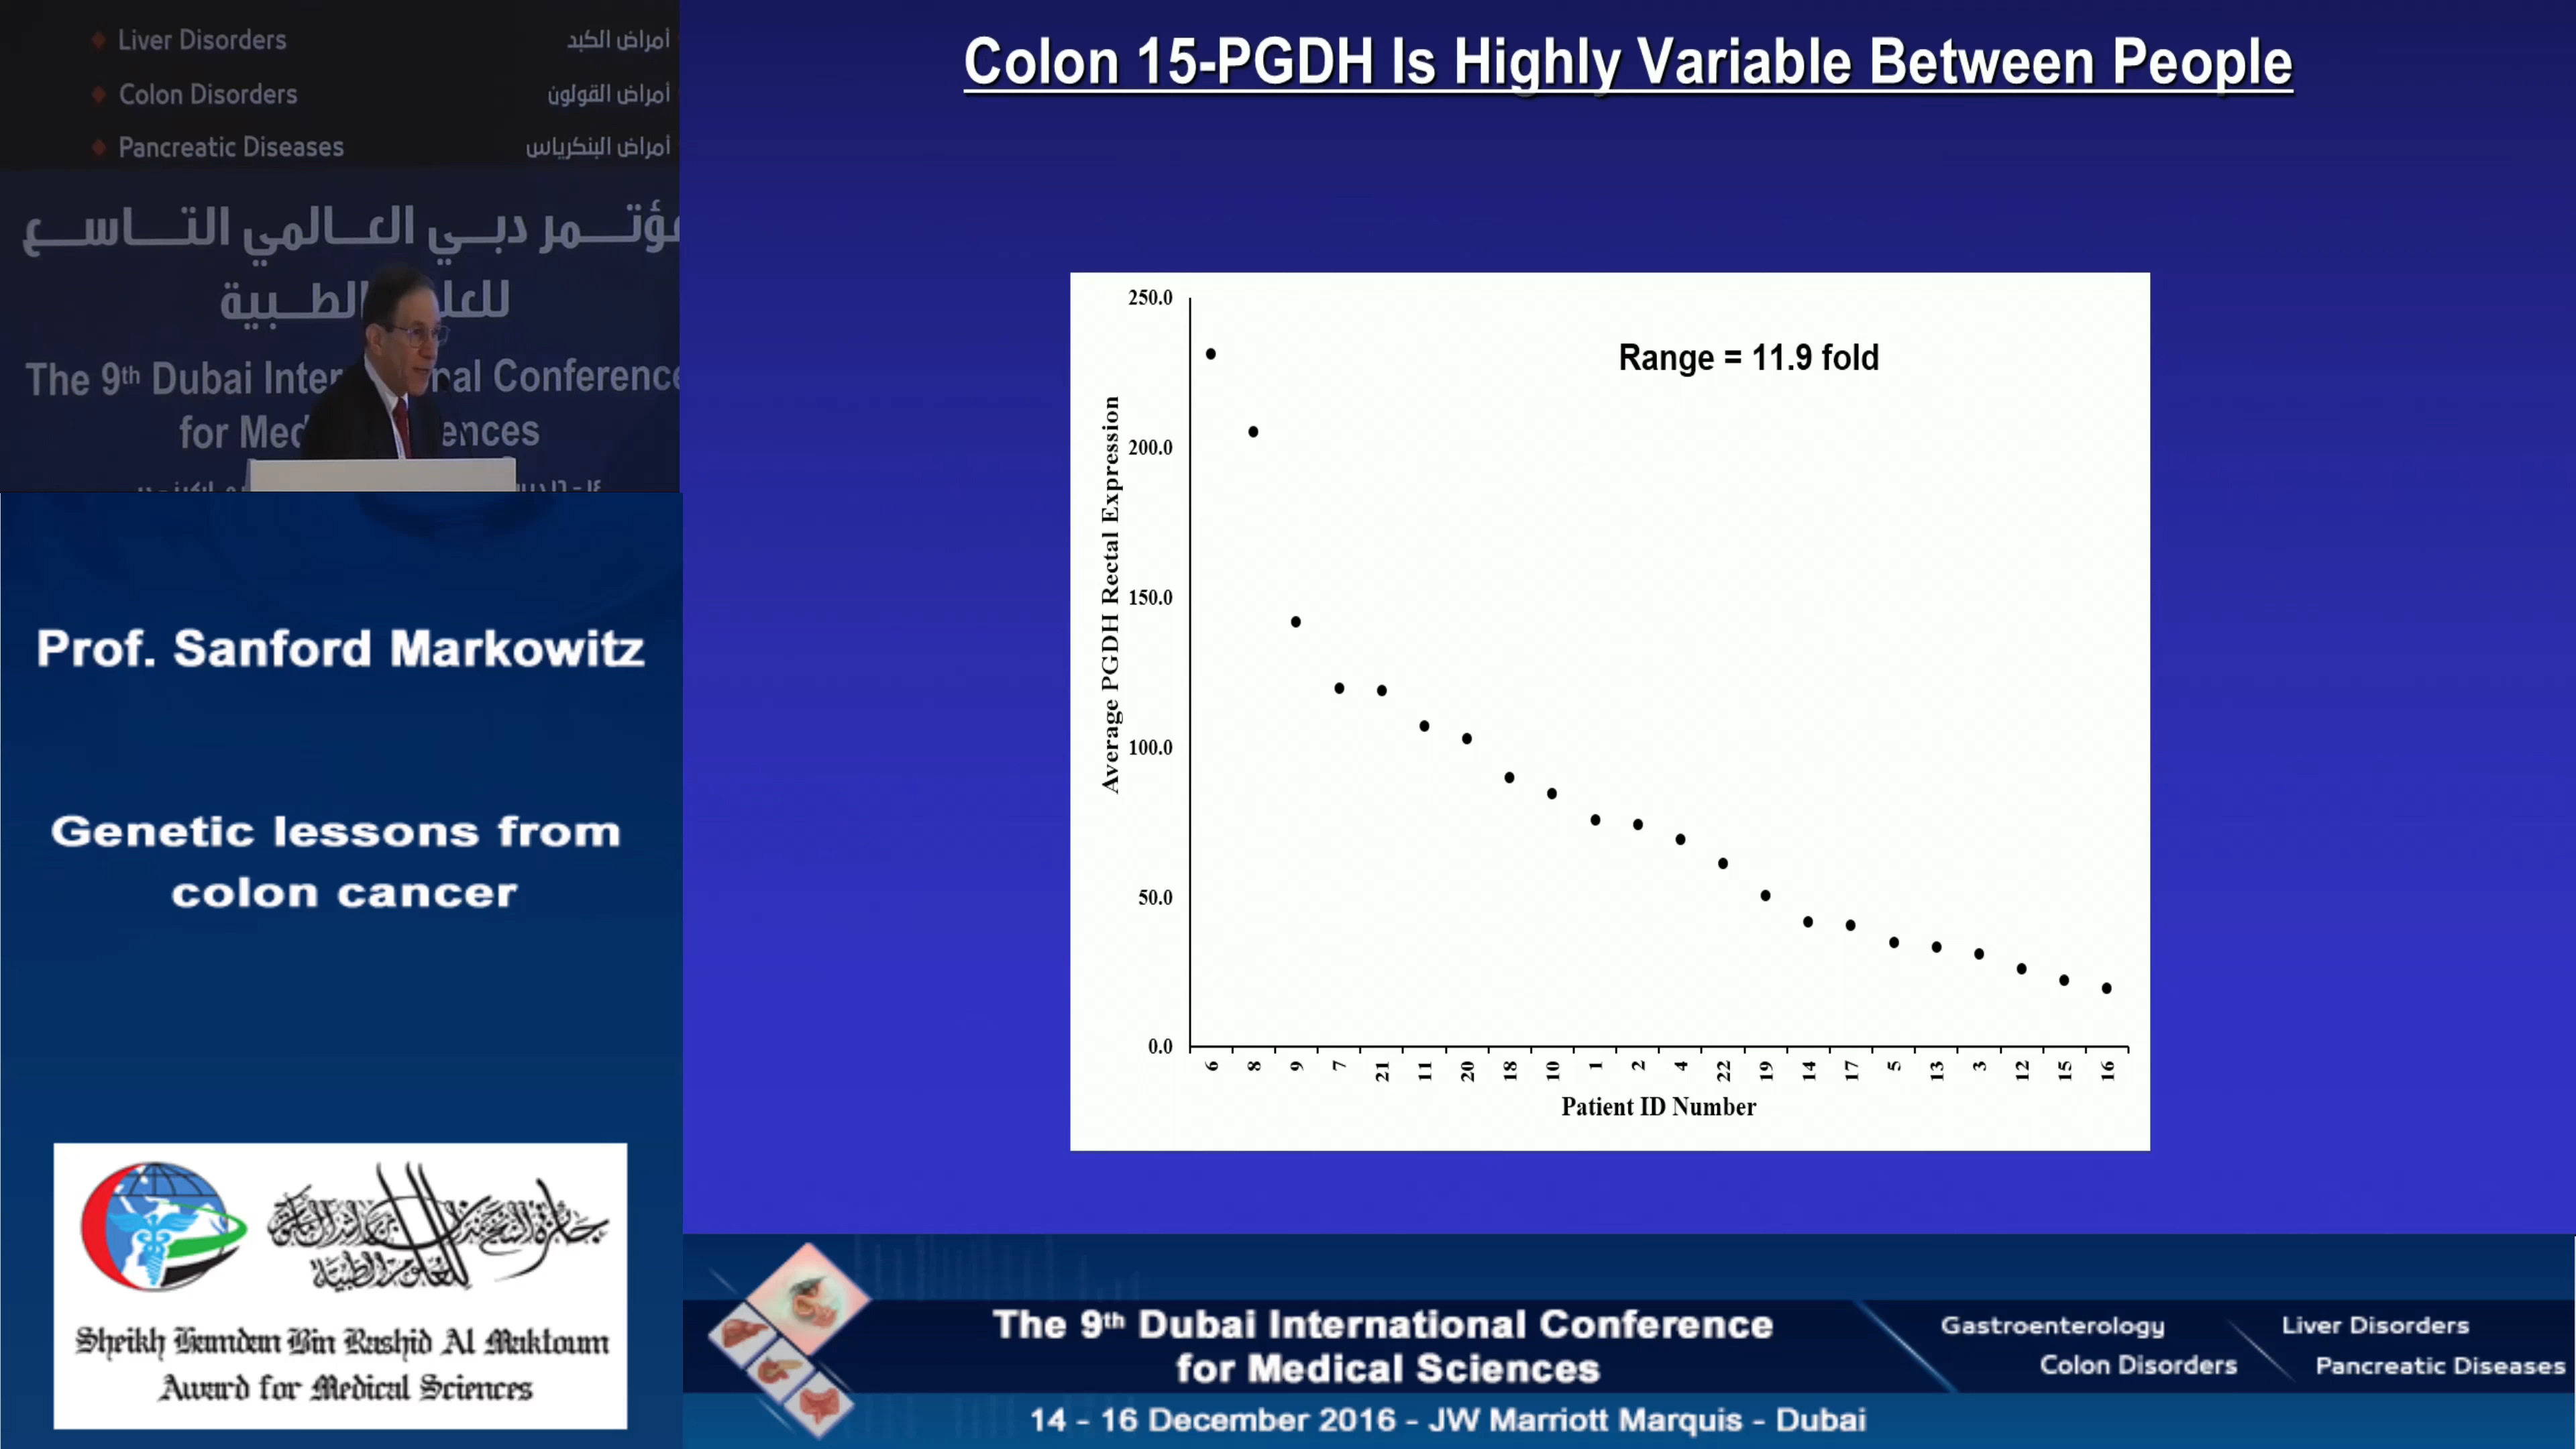 Liver Disorders
أمراض الكبد
Colon Disorders
أمراض القولون
Pancreatic Diseases
أمراض البنكرياس
ؤتمر دبي العالمي التاسع
الطبية
The 9th Dubai
Conference
for
Prof. Sanford Markowitz
Genetic lessons from
colon cancer
Sheikh Hamdan Bin Rashid Al Maktoum
Award for Medical Sciences
Colon 15-PGDH Is Highly Variable Between People
Range = 11.9 fold
Average PGDH Rectal Expression
250.0
200.0
150.0
100.0
50.0
0.0
6 8 9 7 21 11 20 18 10 1 2 4 22 19 14 17 5 13 3 12 15 16
Patient ID Number
The 9th Dubai International Conference
for Medical Sciences
14 - 16 December 2016 - JW Marriott Marquis - Dubai
Gastroenterology
Liver Disorders
Colon Disorders
Pancreatic Diseases